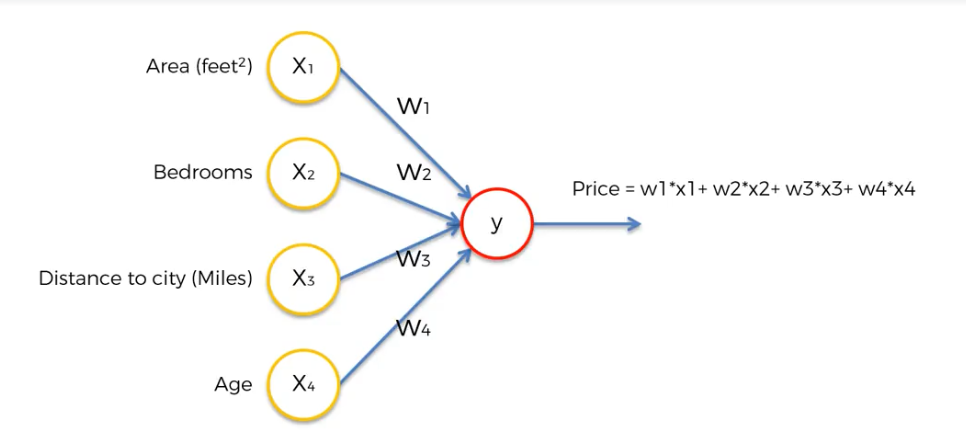 Area (feet²)
X1
W1
Bedrooms
X2
W2
Price = w1*x1+ w2*x2+ w3*x3+ w4*x4
y
Distance to city (Miles)
X3
W3
W4
Age
X4